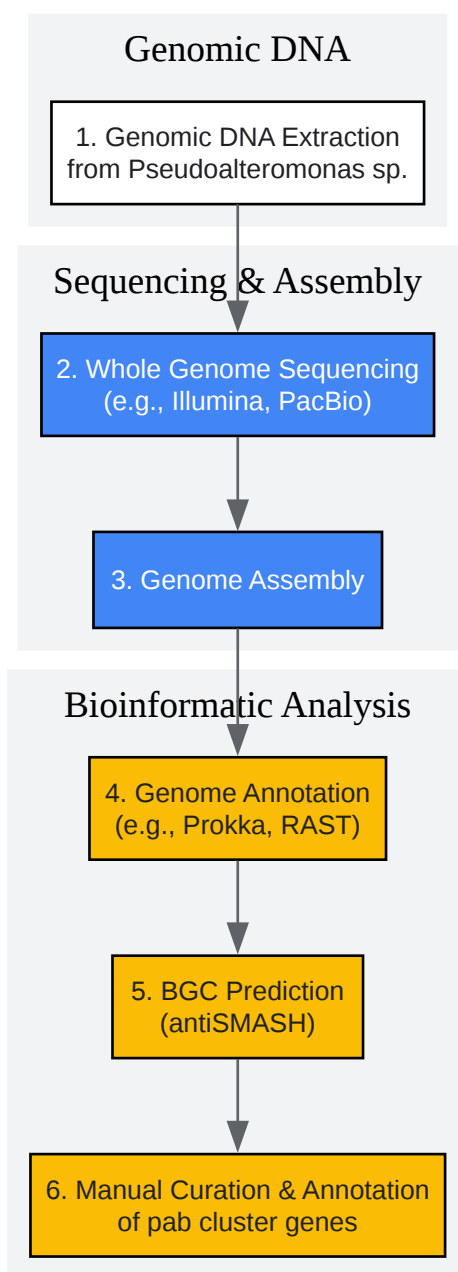 Genomic DNA
1. Genomic DNA Extraction
from Pseudoalteromonas sp.
Sequencing & Assembly
2. Whole Genome Sequencing
(e.g., Illumina, PacBio)
3. Genome Assembly
Bioinformatic Analysis
4. Genome Annotation
(e.g., Prokka, RAST)
5. BGC Prediction
(antiSMASH)
6. Manual Curation & Annotation
of pab cluster genes